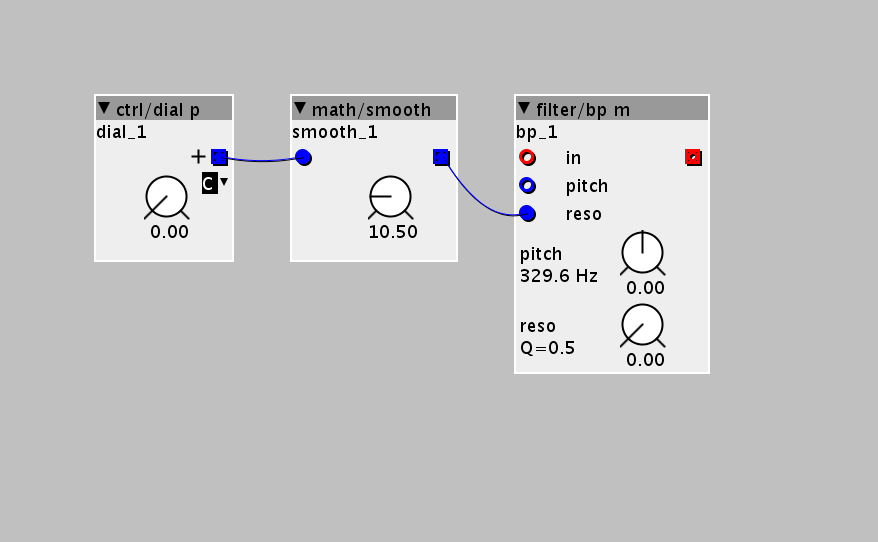 ctrl/dial p
dial_1
+
C
0.00
math/smooth
smooth_1
10.50
filter/bp m
bp_1
in
pitch
reso
pitch
329.6 Hz
0.00
reso
Q=0.5
0.00